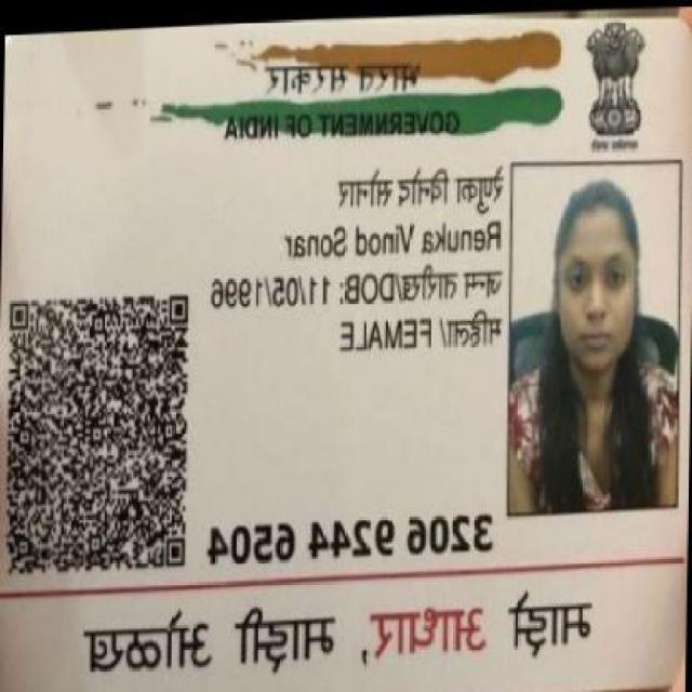 भारत सरकार
GOVERNMENT OF INDIA
रेणुका विनोद सोनार
Renuka Vinod Sonar
जन्म तारीख/DOB: 11/05/1996
महिला/ FEMALE
3206 9244 6504
माझे आधार, माझी ओळख